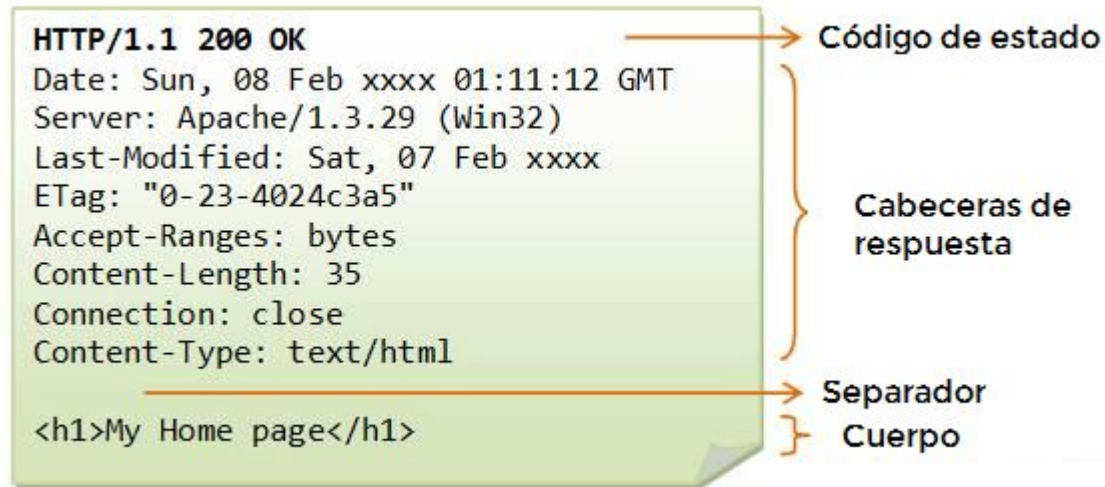 HTTP/1.1 200 OK
Código de estado
Date: Sun, 08 Feb xxxx 01:11:12 GMT
Server: Apache/1.3.29 (Win32)
Last-Modified: Sat, 07 Feb xxxx
ETag: "0-23-4024c3a5"
Accept-Ranges: bytes
Content-Length: 35
Connection: close
Content-Type: text/html
Cabeceras de
respuesta
Separador
<h1>My Home page</h1>
Cuerpo